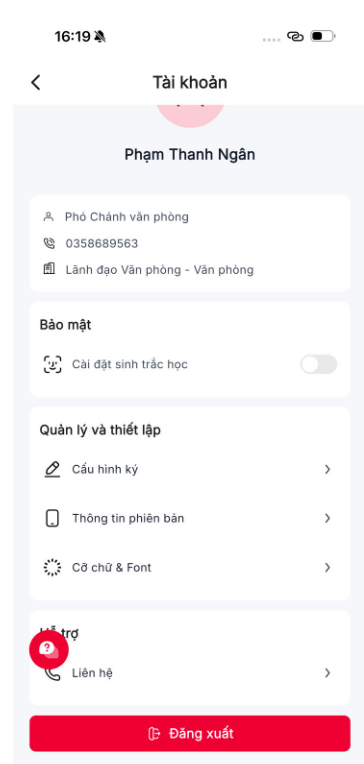 16:19
Tài khoản
Phạm Thanh Ngân
Phó Chánh văn phòng
0358689563
Lãnh đạo Văn phòng - Văn phòng
Bảo mật
Cài đặt sinh trắc học
Quản lý và thiết lập
Cấu hình ký
Thông tin phiên bản
Cỡ chữ & Font
Hỗ trợ
Liên hệ
Đăng xuất